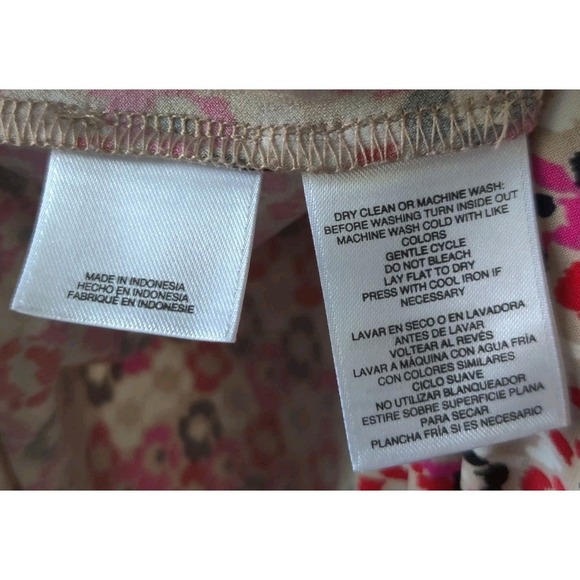 MADE IN INDONESIA
HECHO EN INDONESIA
FABRIQUÉ EN INDONESIE
DRY CLEAN OR MACHINE WASH:
BEFORE WASHING TURN INSIDE OUT
MACHINE WASH COLD WITH LIKE
COLORS
GENTLE CYCLE
DO NOT BLEACH
LAY FLAT TO DRY
PRESS WITH COOL IRON IF
NECESSARY
LAVAR EN SECO O EN LAVADORA
ANTES DE LAVAR
VOLTEAR AL REVÉS
LAVAR A MÁQUINA CON AGUA FRÍA
CON COLORES SIMILARES
CICLO SUAVE
NO UTILIZAR BLANQUEADOR
ESTIRE SOBRE SUPERFICIE PLANA
PARA SECAR
PLANCHA FRÍA SI ES NECESARIO